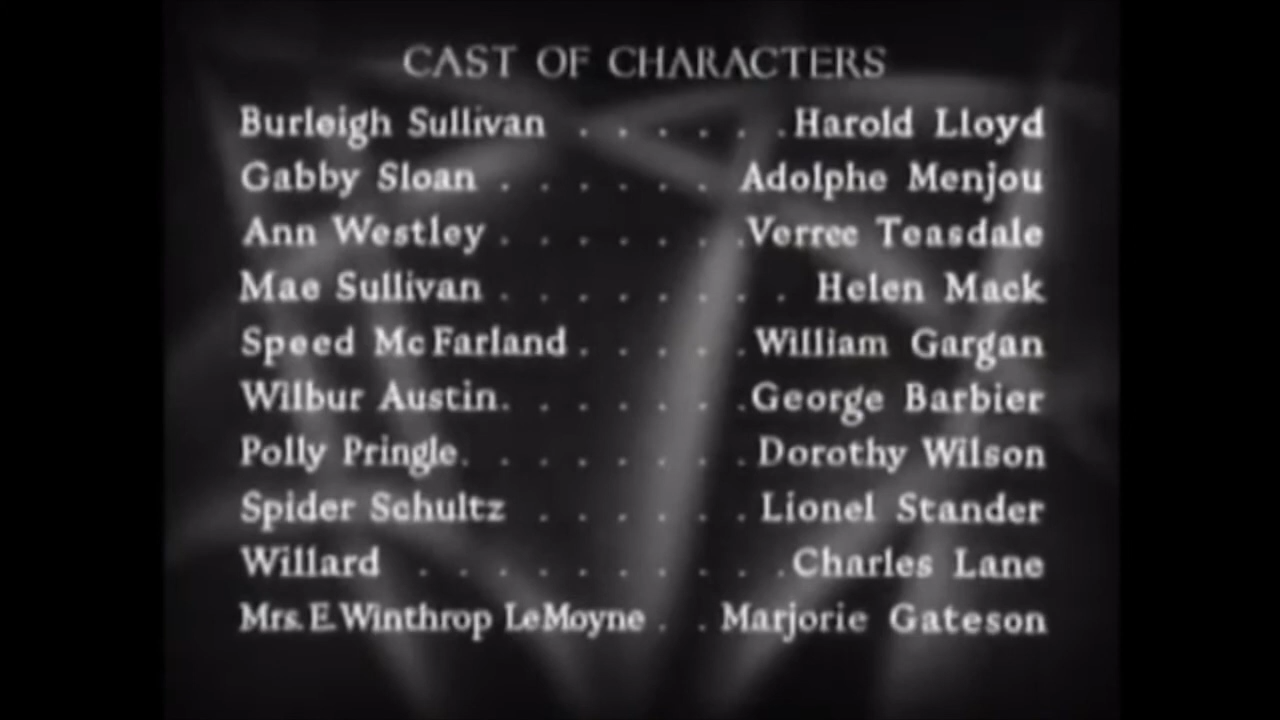 CAST OF CHARACTERS
Burleigh Sullivan . . . . . . Harold Lloyd
Gabby Sloan . . . . . . Adolphe Menjou
Ann Westley . . . . . . . Verree Teasdale
Mae Sullivan . . . . . . . . Helen Mack
Speed McFarland . . . . . William Gargan
Wilbur Austin. . . . . . . George Barbier
Polly Pringle. . . . . . . . Dorothy Wilson
Spider Schultz . . . . . . Lionel Stander
Willard . . . . . . . . . . Charles Lane
Mrs. E. Winthrop LeMoyne . . Marjorie Gateson